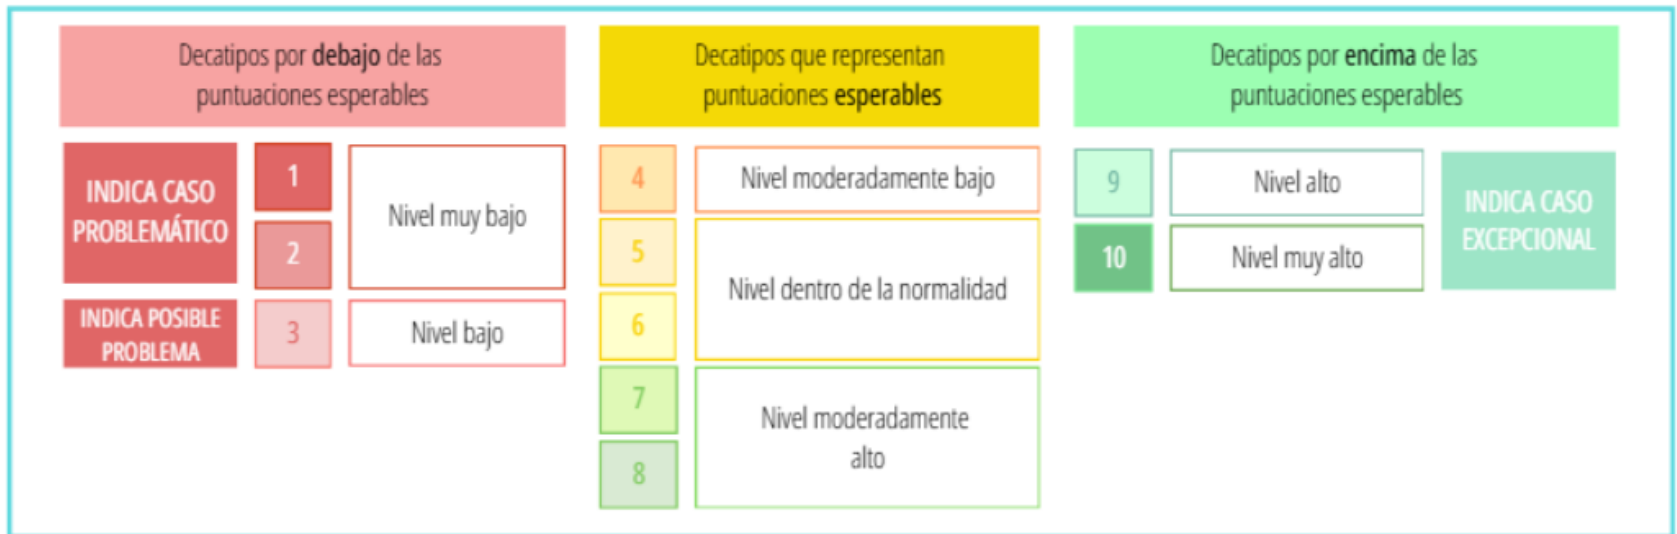 Decatipos por debajo de las
puntuaciones esperables
INDICA CASO
PROBLEMÁTICO
1
2
Nivel muy bajo
INDICA POSIBLE
PROBLEMA
3
Nivel bajo
Decatipos que representan
puntuaciones esperables
4
Nivel moderadamente bajo
5
6
Nivel dentro de la normalidad
7
8
Nivel moderadamente
alto
Decatipos por encima de las
puntuaciones esperables
9
Nivel alto
10
Nivel muy alto
INDICA CASO
EXCEPCIONAL